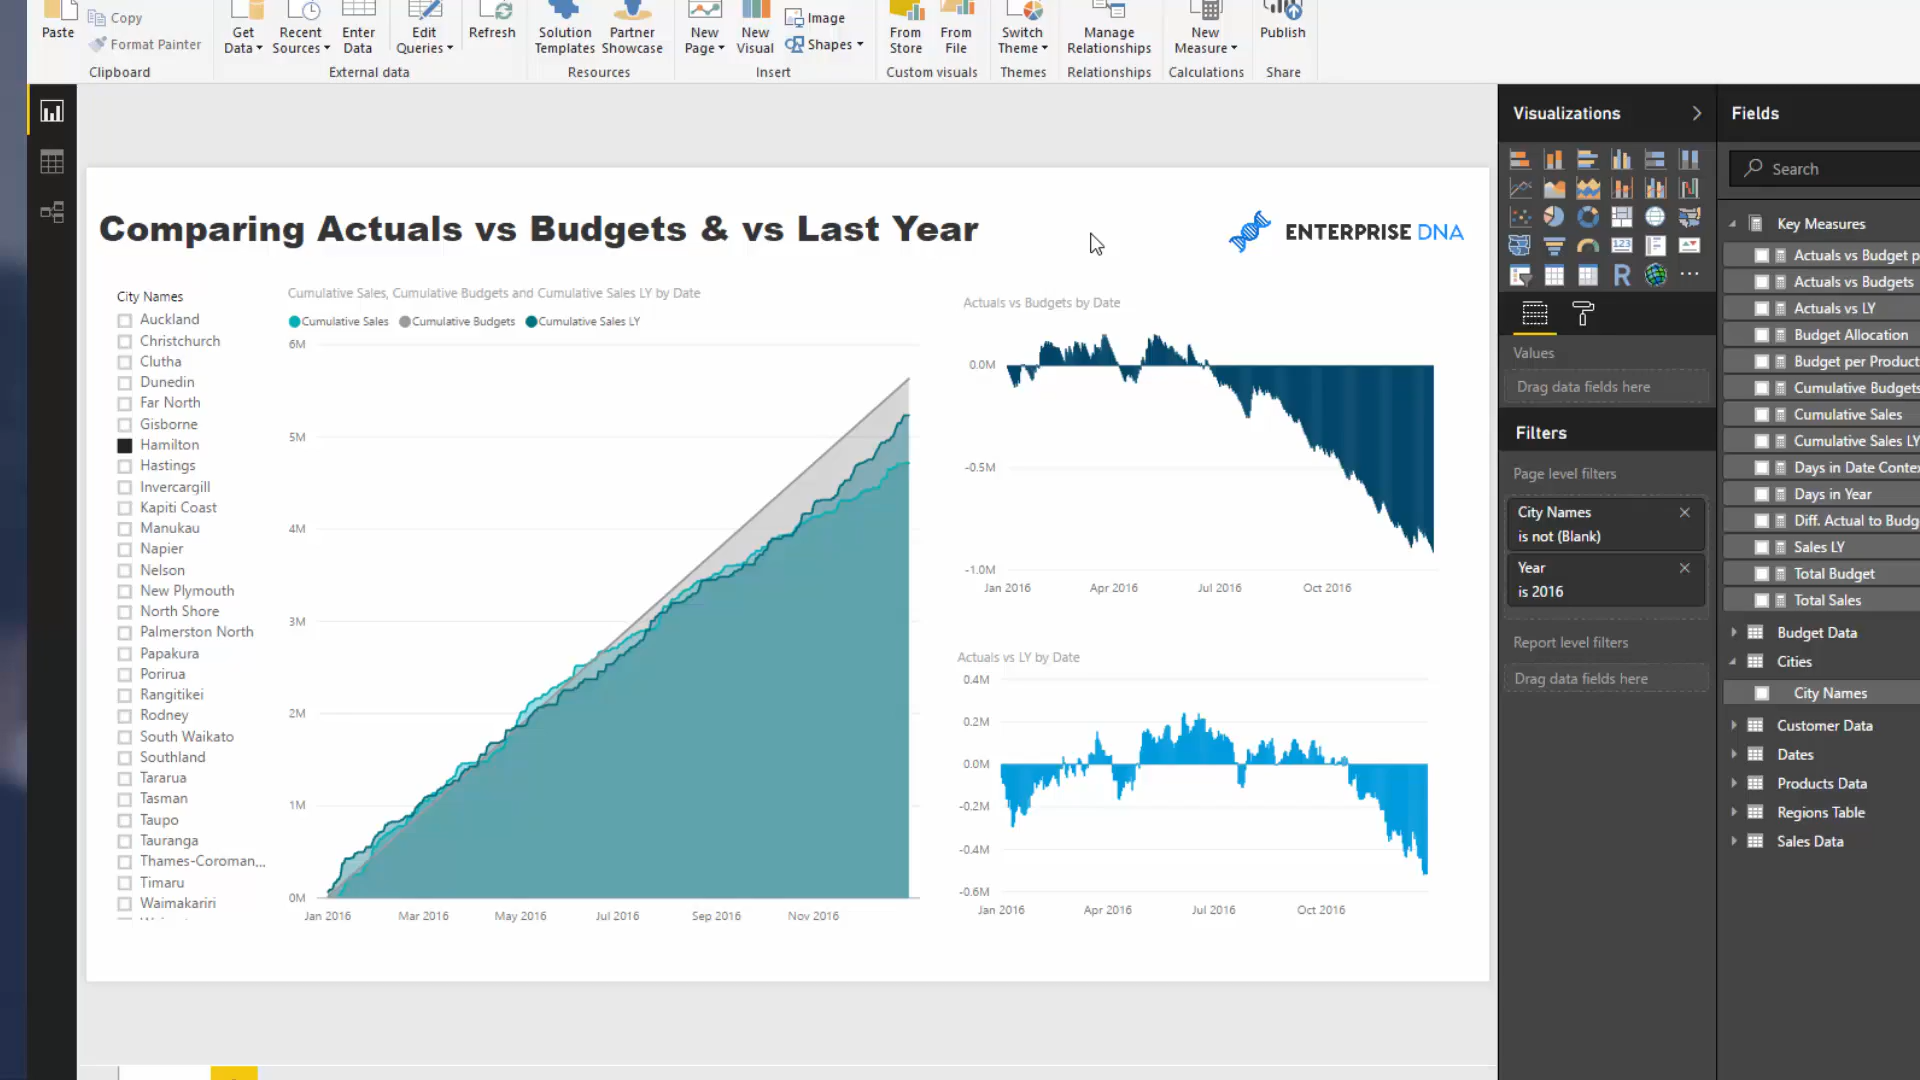 Paste
Copy
Format Painter
Clipboard
Get Data
Recent Sources
Enter Data
Edit Queries
External data
Refresh
Solution Templates
Partner Showcase
Resources
New Page
New Visual
Image
Shapes
Insert
From Store
From File
Custom visuals
Switch Theme
Themes
Manage Relationships
Relationships
New Measure
Calculations
Publish
Share
Comparing Actuals vs Budgets & vs Last Year
ENTERPRISE DNA
City Names
Auckland
Christchurch
Clutha
Dunedin
Far North
Gisborne
Hamilton
Hastings
Invercargill
Kapiti Coast
Manukau
Napier
Nelson
New Plymouth
North Shore
Palmerston North
Papakura
Porirua
Rangitikei
Rodney
South Waikato
Southland
Tararua
Tasman
Taupo
Tauranga
Thames-Coroman...
Timaru
Waimakariri
Cumulative Sales, Cumulative Budgets and Cumulative Sales LY by Date
Cumulative Sales Cumulative Budgets Cumulative Sales LY
6M
5M
4M
3M
2M
1M
0M
Jan 2016 Mar 2016 May 2016 Jul 2016 Sep 2016 Nov 2016
Actuals vs Budgets by Date
0.0M
-0.5M
-1.0M
Jan 2016 Apr 2016 Jul 2016 Oct 2016
Actuals vs LY by Date
0.4M
0.2M
0.0M
-0.2M
-0.4M
-0.6M
Jan 2016 Apr 2016 Jul 2016 Oct 2016
Visualizations
R
123
Values
Drag data fields here
Filters
Page level filters
City Names
is not (Blank)
Year
is 2016
Report level filters
Drag data fields here
Fields
Search
Key Measures
Actuals vs Budget p
Actuals vs Budgets
Actuals vs LY
Budget Allocation
Budget per Product
Cumulative Budgets
Cumulative Sales
Cumulative Sales LY
Days in Date Conte
Days in Year
Diff. Actual to Budg
Sales LY
Total Budget
Total Sales
Budget Data
Cities
City Names
Customer Data
Dates
Products Data
Regions Table
Sales Data